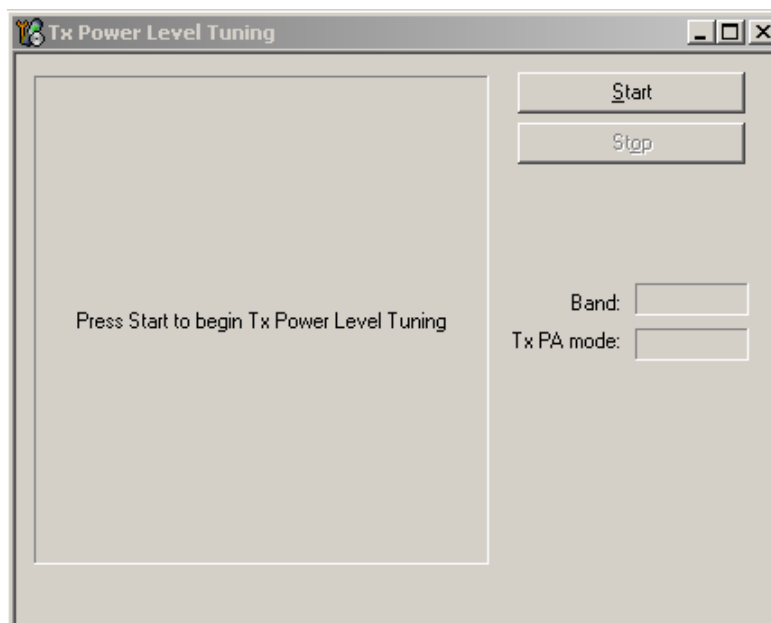 Tx Power Level Tuning
Start
Stop
Press Start to begin Tx Power Level Tuning
Band:
Tx PA mode: